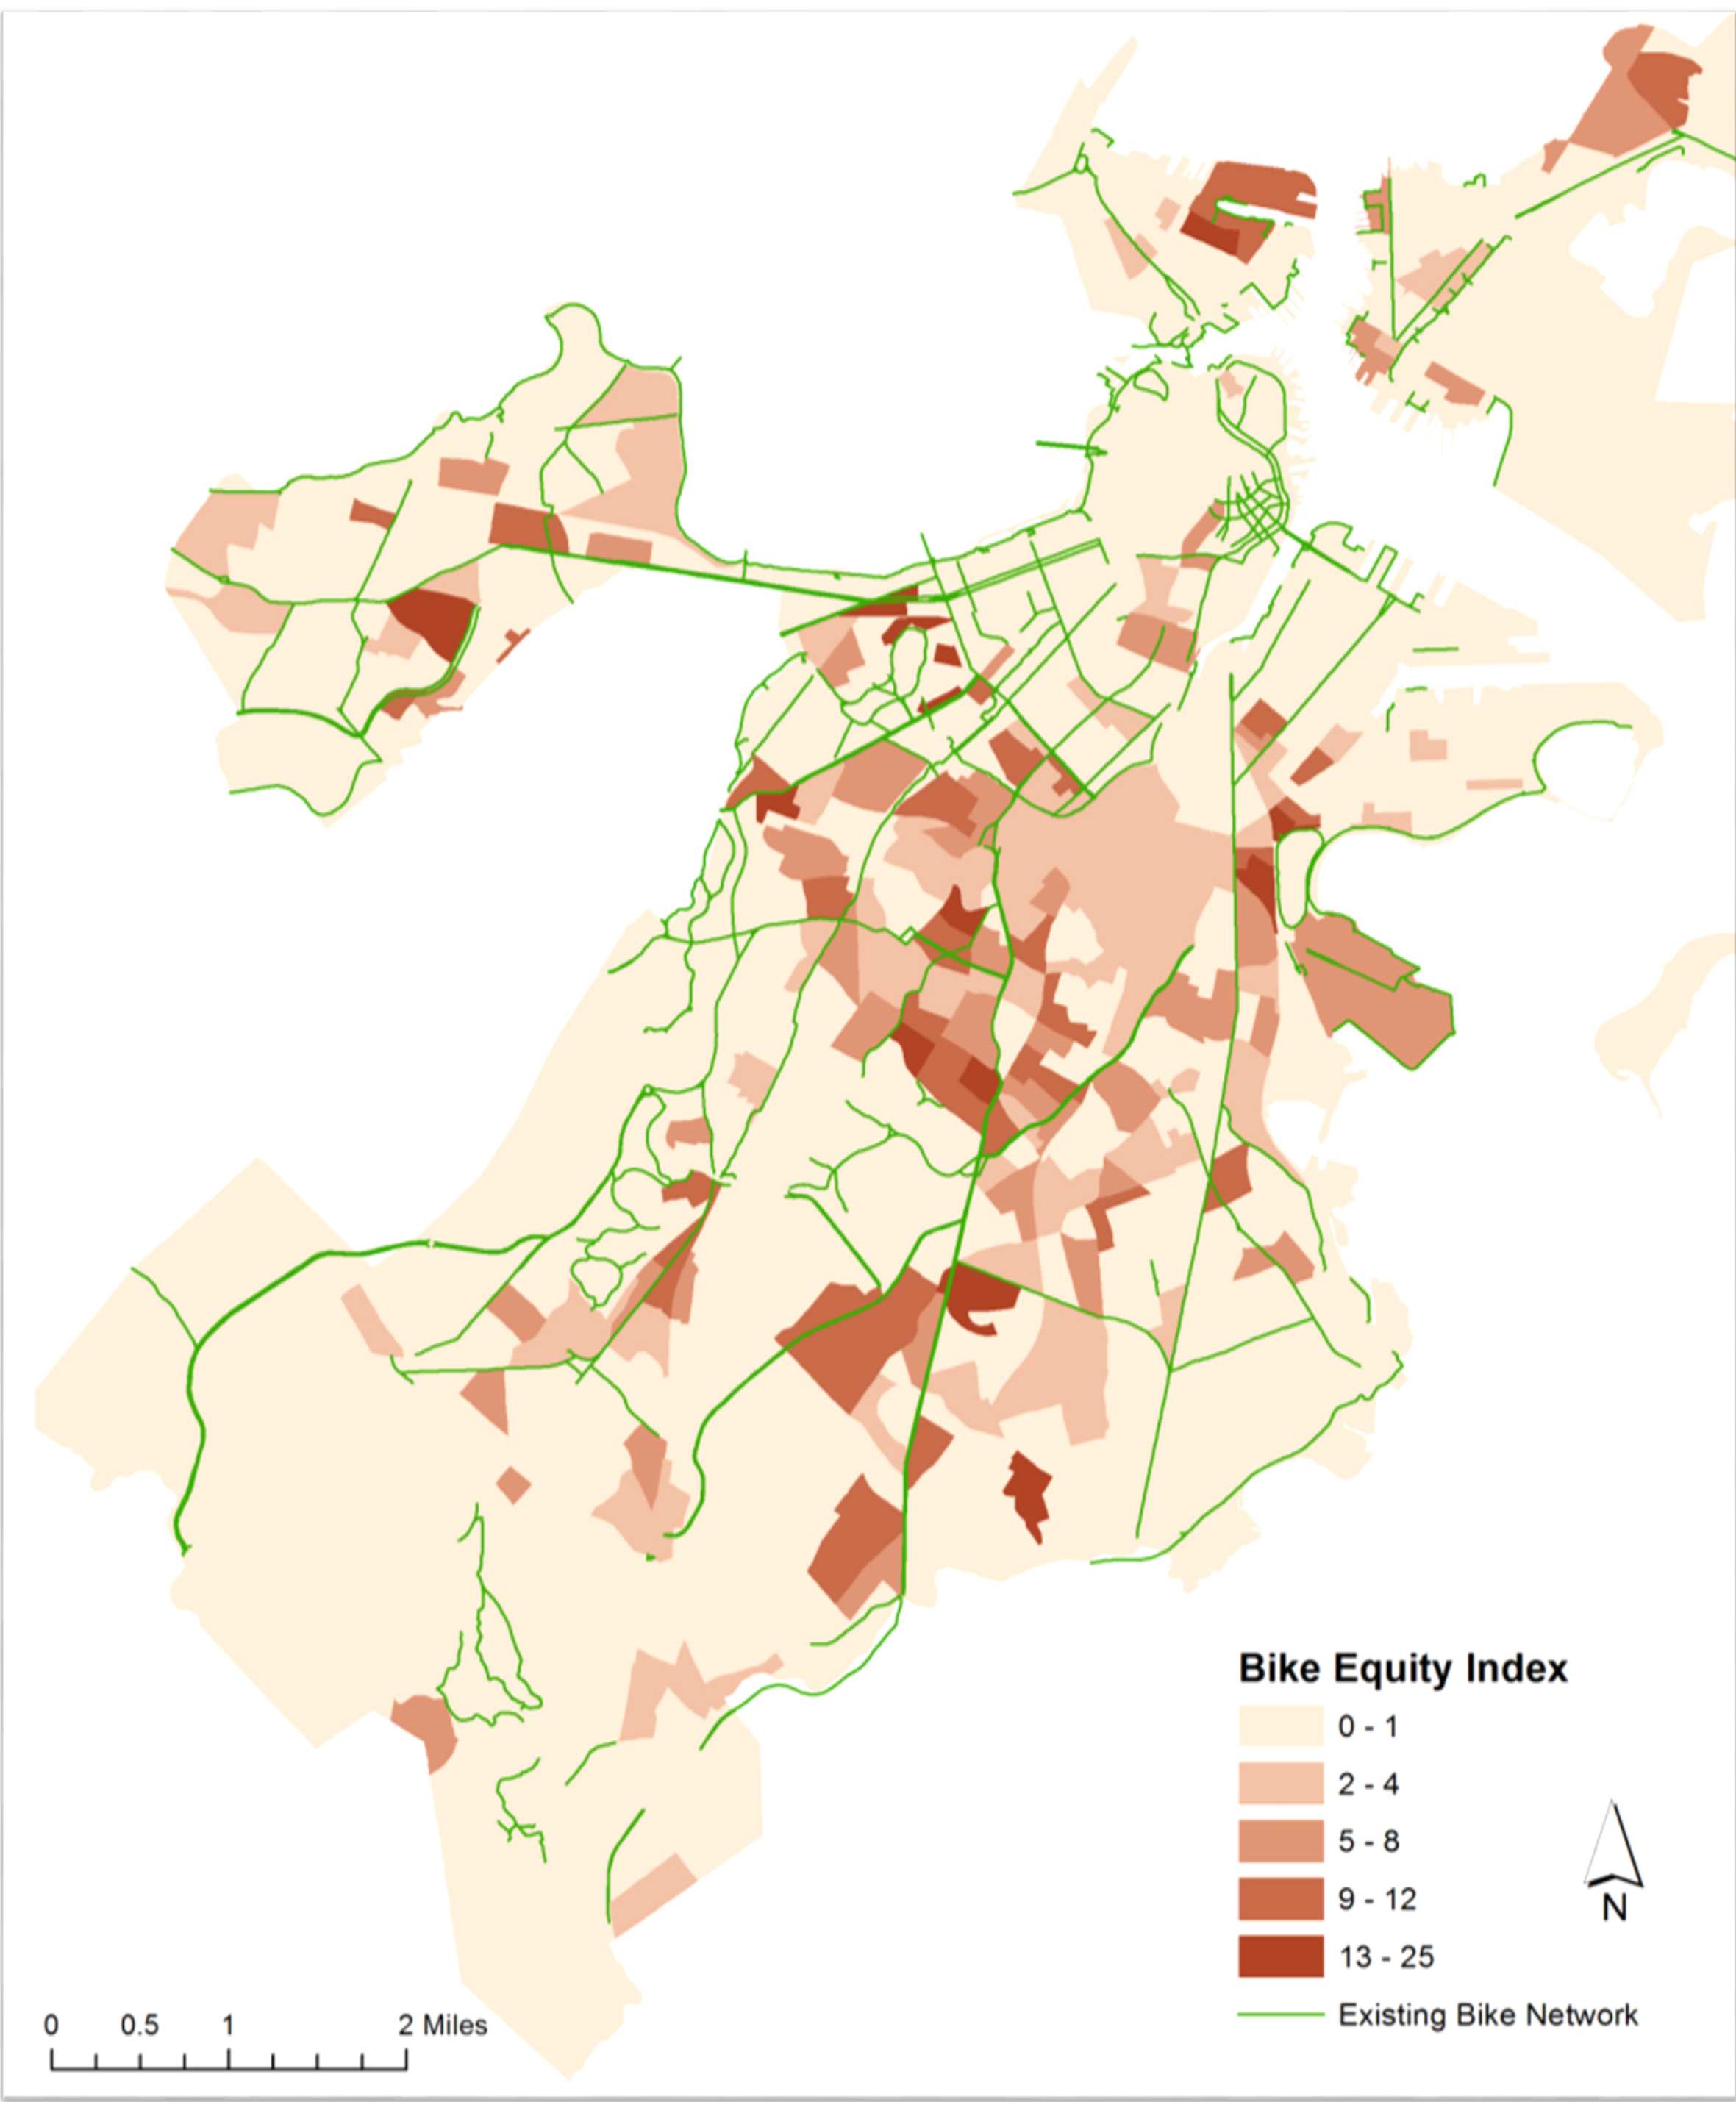 Bike Equity Index
0 - 1
2 - 4
5 - 8
9 - 12
13 - 25
Existing Bike Network
N
0 0.5 1 2 Miles